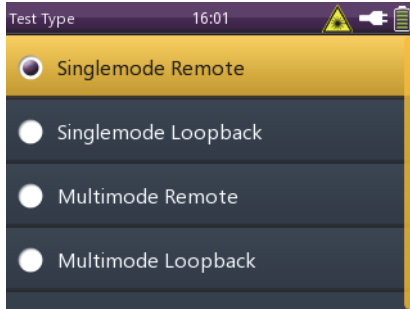 Test Type 16:01
Singlemode Remote
Singlemode Loopback
Multimode Remote
Multimode Loopback